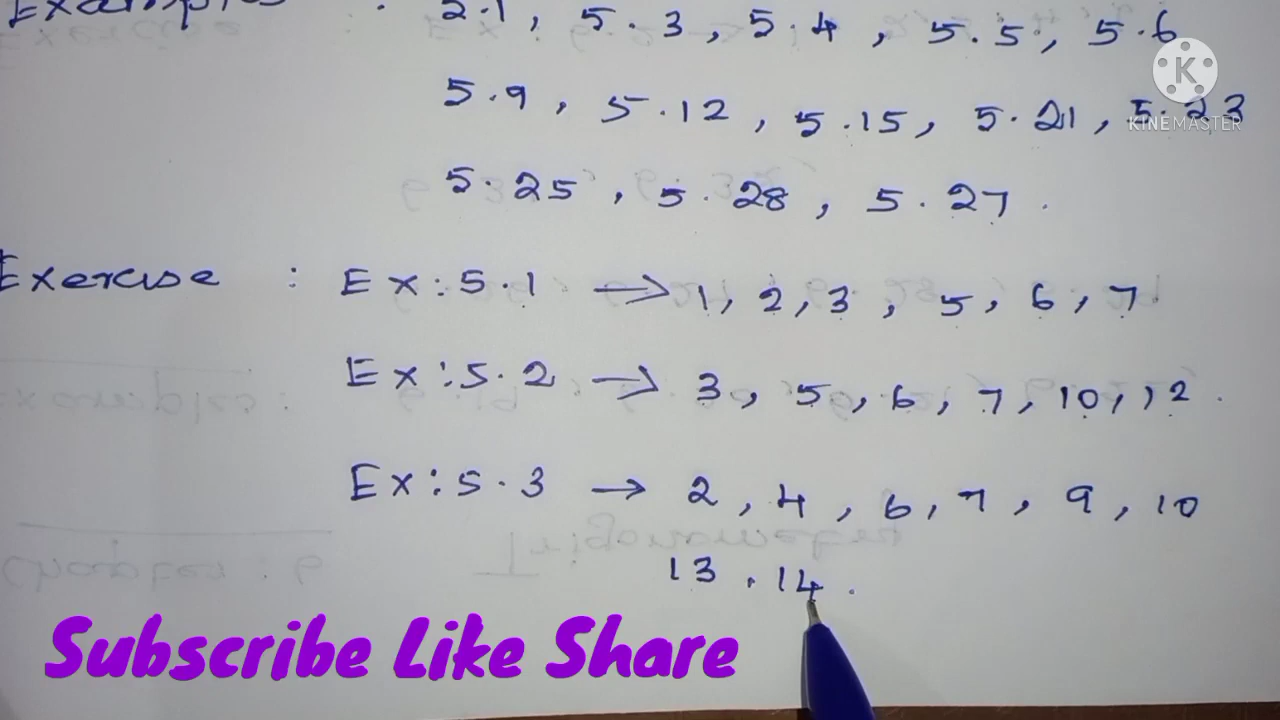 Examples : 2.1, 5.3, 5.4, 5.5, 5.6
5.9, 5.12, 5.15, 5.21, 5.23
5.25, 5.28, 5.27.
Exercise : Ex:5.1 → 1, 2, 3, 5, 6, 7.
Ex:5.2 → 3, 5, 6, 7, 10, 12.
Ex:5.3 → 2, 4, 6, 7, 9, 10
13, 14.
KINEMASTER
Subscribe Like Share